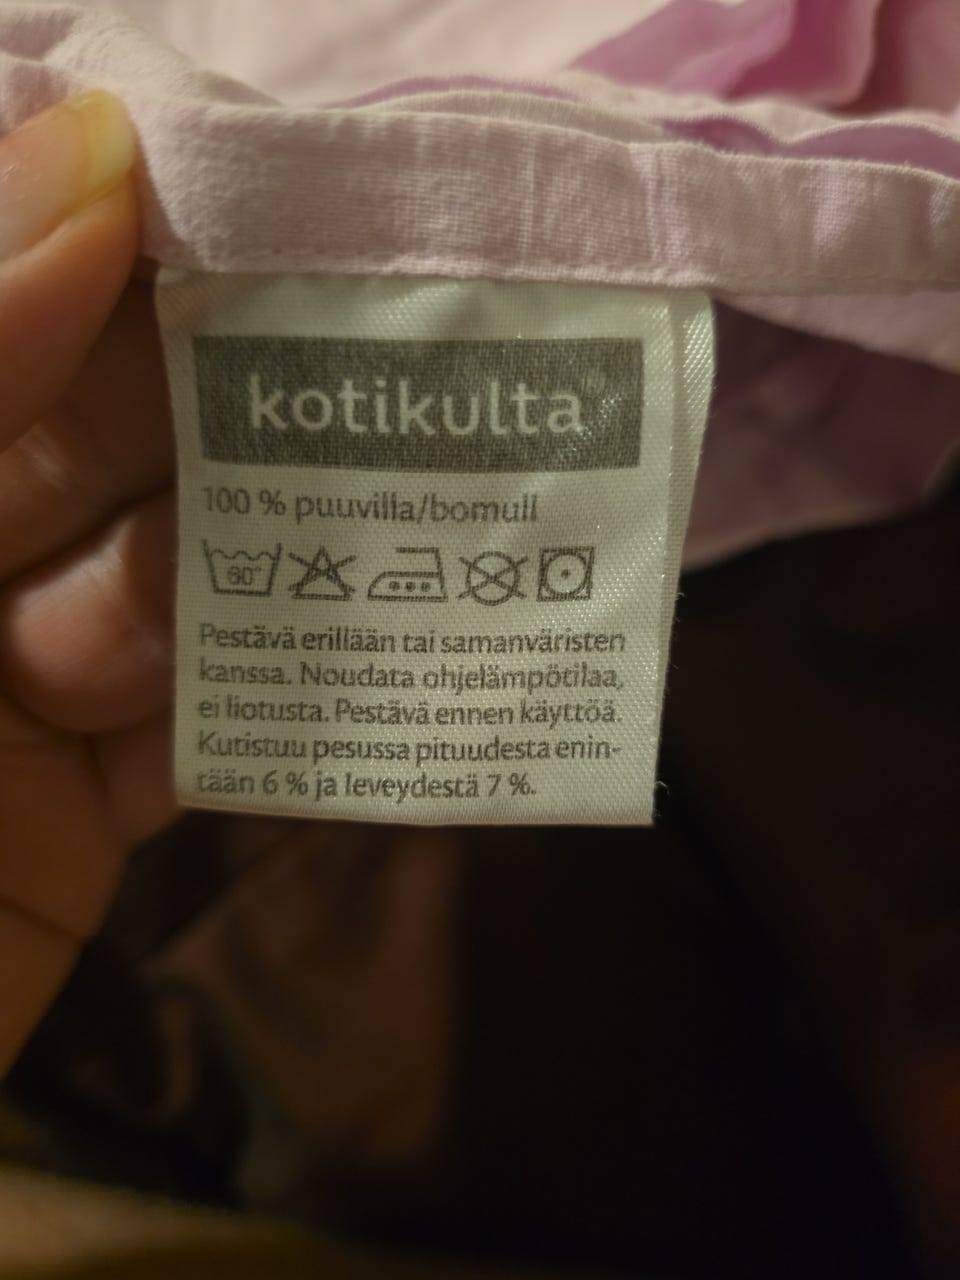 kotikulta
100 % puuvilla/bomull
60°
Pestävä erillään tai samanväristen
kanssa. Noudata ohjelämpötilaa,
ei liotusta. Pestävä ennen käyttöä.
Kutistuu pesussa pituudesta enin-
tään 6 % ja leveydestä 7 %.